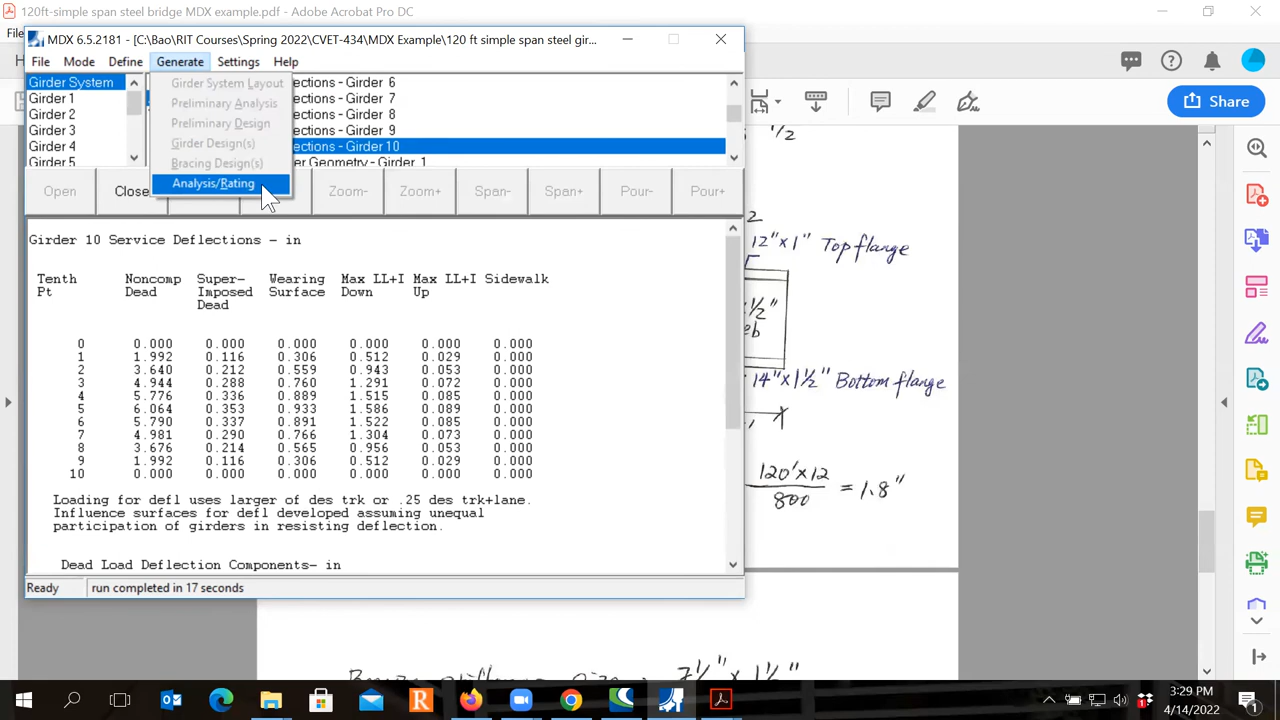 120ft-simple span steel bridge MDX example.pdf - Adobe Acrobat Pro DC
MDX 6.5.2181 - [C:\Bao\RIT Courses\Spring 2022\CVET-434\MDX Example\120 ft simple span steel gir...
File Mode Define Generate Settings Help
Girder System
Girder 1
Girder 2
Girder 3
Girder 4
Girder 5
Girder System Layout
Preliminary Analysis
Preliminary Design
Girder Design(s)
Bracing Design(s)
Analysis/Rating
ections - Girder 6
ections - Girder 7
ections - Girder 8
ections - Girder 9
ections - Girder 10
er Geometry - Girder 1
Open Close Zoom- Zoom+ Span- Span+ Pour- Pour+
Share
Girder 10 Service Deflections - in
Tenth Noncomp Super- Wearing Max LL+I Max LL+I Sidewalk
Pt Dead Imposed Surface Down Up
Dead
0 0.000 0.000 0.000 0.000 0.000 0.000
1 1.992 0.116 0.306 0.512 0.029 0.000
2 3.640 0.212 0.559 0.943 0.053 0.000
3 4.944 0.288 0.760 1.291 0.072 0.000
4 5.776 0.336 0.889 1.515 0.085 0.000
5 6.064 0.353 0.933 1.586 0.089 0.000
6 5.790 0.337 0.891 1.522 0.085 0.000
7 4.981 0.290 0.766 1.304 0.073 0.000
8 3.676 0.214 0.565 0.956 0.053 0.000
9 1.992 0.116 0.306 0.512 0.029 0.000
10 0.000 0.000 0.000 0.000 0.000 0.000
Loading for defl uses larger of des trk or .25 des trk+lane.
Influence surfaces for defl developed assuming unequal
participation of girders in resisting deflection.
Dead Load Deflection Components- in
Ready run completed in 17 seconds
12"x1" Top flange
14"x1½" Bottom flange
120'x12
800
= 1.8"
3:29 PM
4/14/2022